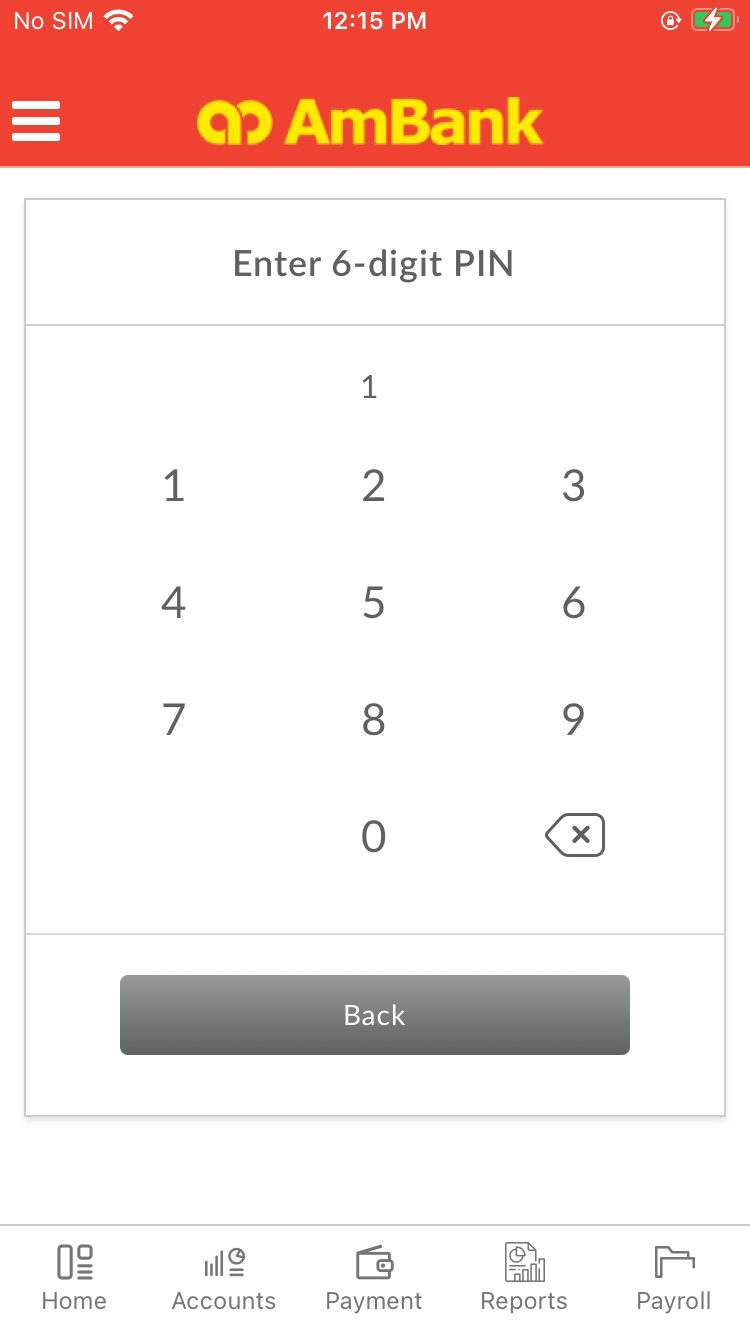 No SIM 12:15 PM
AmBank
Enter 6-digit PIN
1
1 2 3
4 5 6
7 8 9
0
Back
Home Accounts Payment Reports Payroll